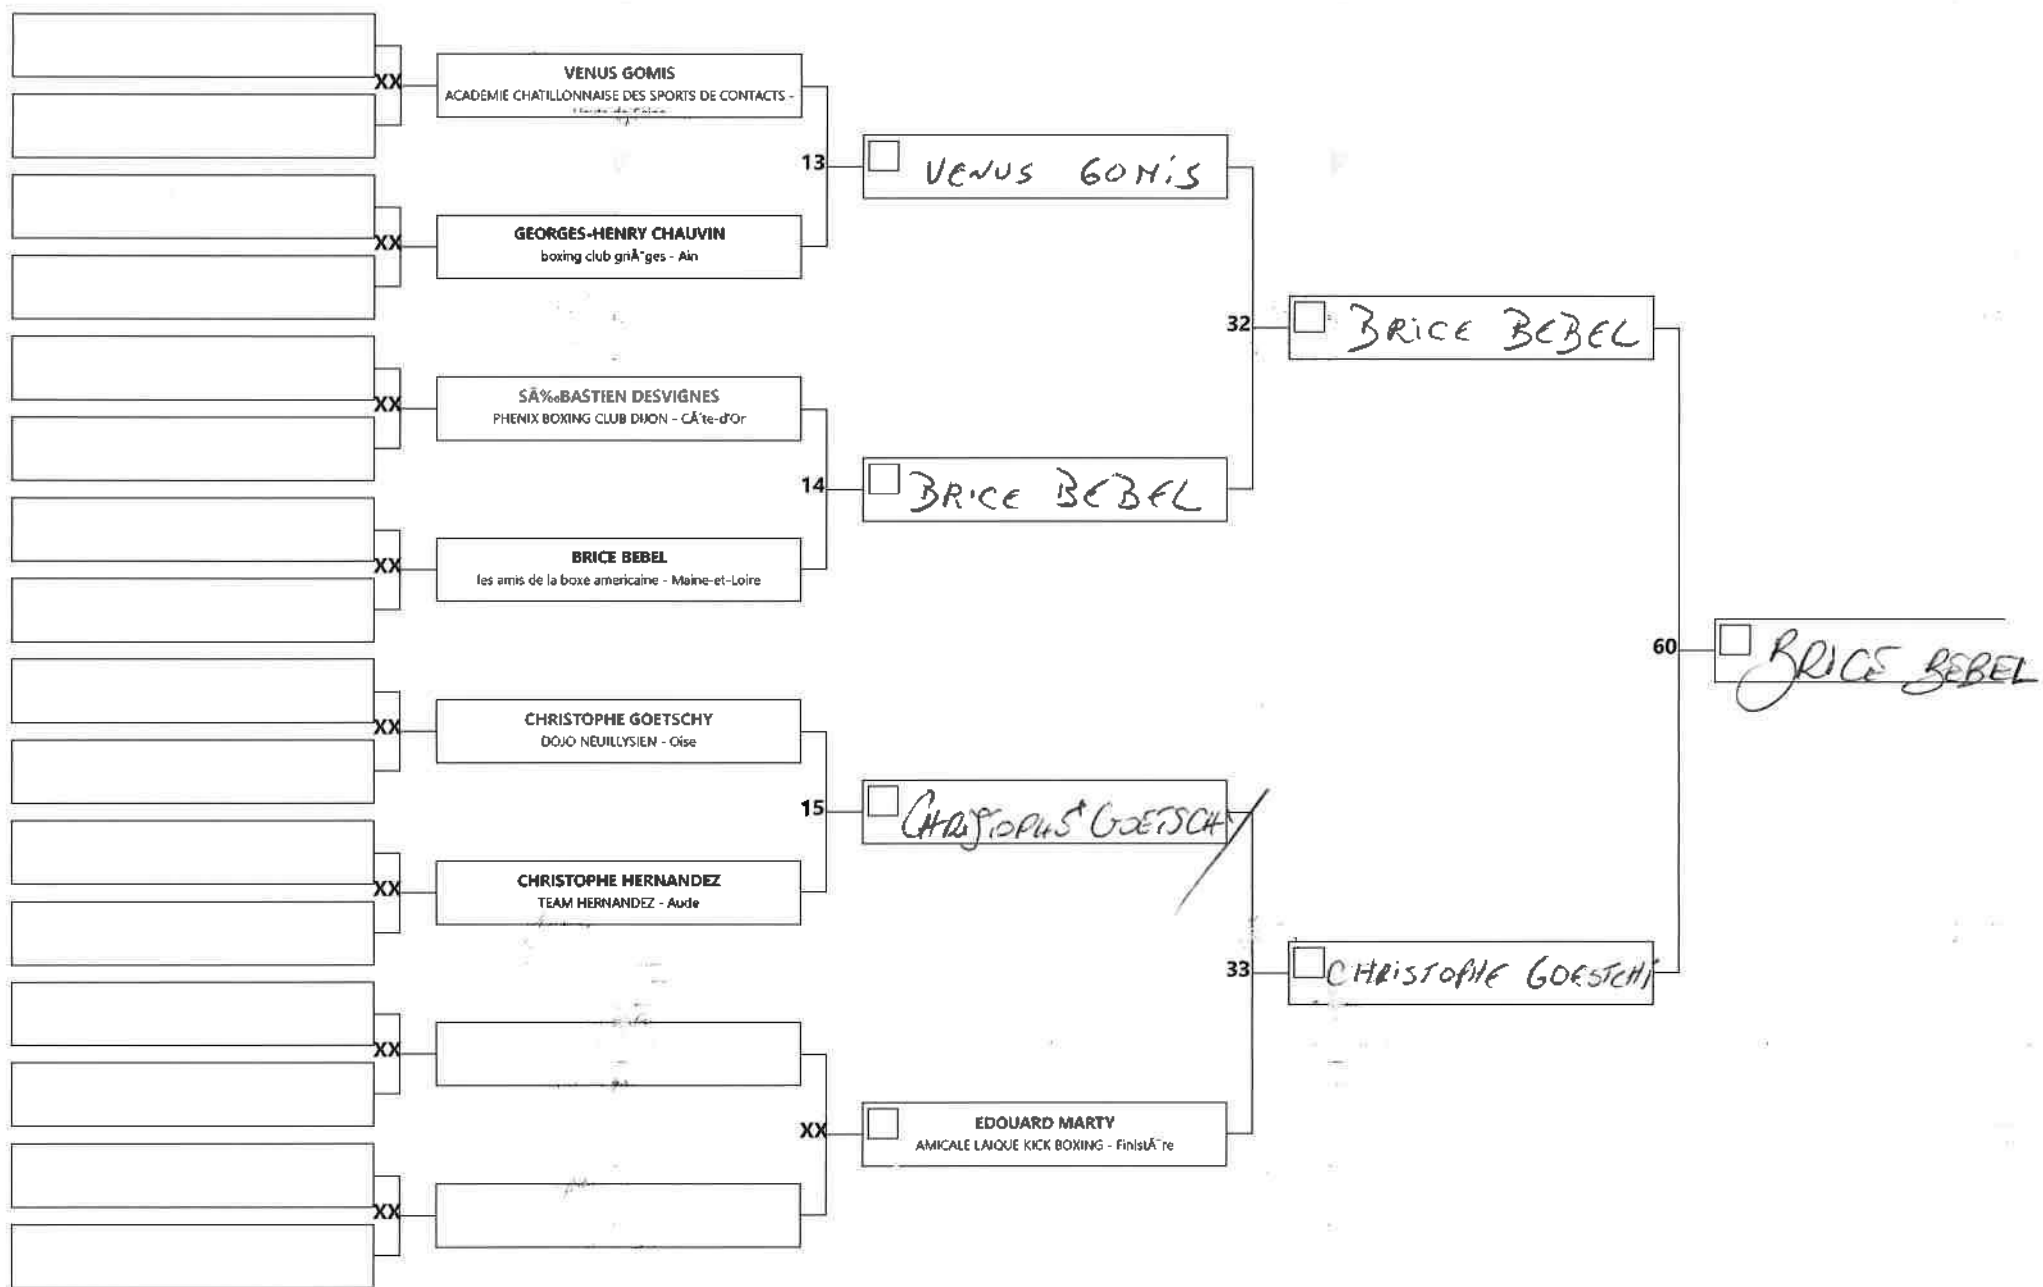 XX
VENUS GOMIS
ACADEMIE CHATILLONNAISE DES SPORTS DE CONTACTS -
13
VENUS GOMiS
XX
GEORGES-HENRY CHAUVIN
boxing club griÃ¨ges - Ain
32
BRiCE BEBEL
XX
SÃ‰BASTIEN DESVIGNES
PHENIX BOXING CLUB DIJON - CÃ´te-d'Or
14
BRiCE BEBEL
XX
BRICE BEBEL
les amis de la boxe americaine - Maine-et-Loire
60
BRICE BEBEL
XX
CHRISTOPHE GOETSCHY
DOJO NEUILLYSIEN - Oise
15
CHRISTOPHE GOETSCHY
XX
CHRISTOPHE HERNANDEZ
TEAM HERNANDEZ - Aude
33
CHRiSTOPHE GOESTCHi
XX
XX
EDOUARD MARTY
AMICALE LAIQUE KICK BOXING - FinistÃ¨re
XX